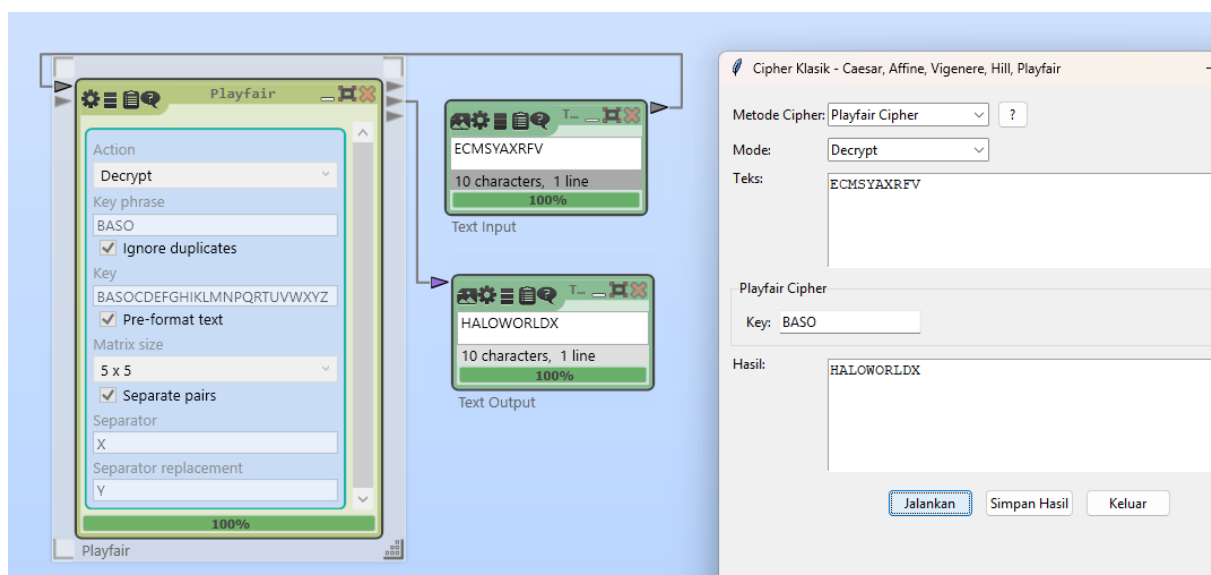 Playfair
Action
Decrypt
Key phrase
BASO
Ignore duplicates
Key
BASOCDEFGHIKLMNPQRTUVWXYZ
Pre-format text
Matrix size
5 x 5
Separate pairs
Separator
X
Separator replacement
Y
100%
Playfair
T...
ECMSYAXRFV
10 characters, 1 line
100%
Text Input
T...
HALOWORLDX
10 characters, 1 line
100%
Text Output
Cipher Klasik - Caesar, Affine, Vigenere, Hill, Playfair
Metode Cipher: Playfair Cipher ?
Mode: Decrypt
Teks: ECMSYAXRFV
Playfair Cipher
Key: BASO
Hasil: HALOWORLDX
Jalankan Simpan Hasil Keluar